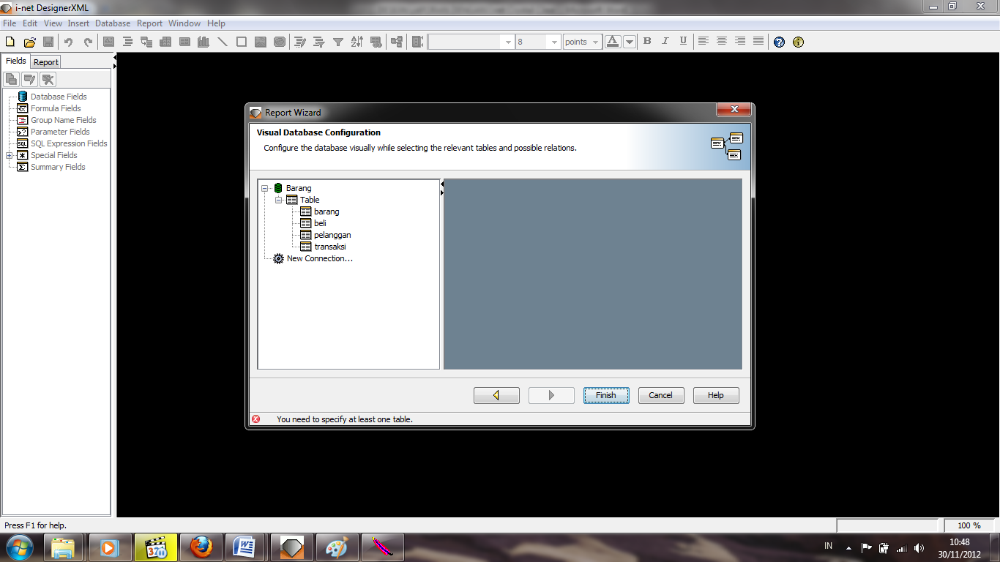 i-net DesignerXML
File Edit View Insert Database Report Window Help
8 points A B I U
Fields Report
Database Fields
Formula Fields
Group Name Fields
Parameter Fields
SQL SQL Expression Fields
Special Fields
Summary Fields
Report Wizard
Visual Database Configuration
Configure the database visually while selecting the relevant tables and possible relations.
Barang
Table
barang
beli
pelanggan
transaksi
New Connection...
Finish Cancel Help
You need to specify at least one table.
Press F1 for help.
100 %
IN
10:48
30/11/2012